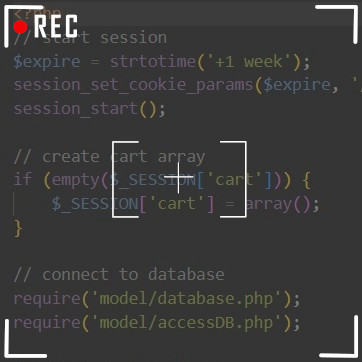 <?php
REC
// start session
$expire = strtotime('+1 week');
session_set_cookie_params($expire, '/
session_start();
// create cart array
if (empty($_SESSION['cart'])) {
$_SESSION['cart'] = array();
}
// connect to database
require('model/database.php');
require('model/accessDB.php');